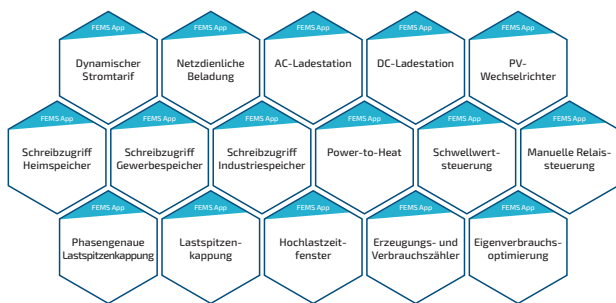 FEMS App
Dynamischer
Stromtarif
FEMS App
Netzdienliche
Beladung
FEMS App
AC-Ladestation
FEMS App
DC-Ladestation
FEMS App
PV-
Wechselrichter
FEMS App
Schreibzugriff
Heimspeicher
FEMS App
Schreibzugriff
Gewerbespeicher
FEMS App
Schreibzugriff
Industriespeicher
FEMS App
Power-to-Heat
FEMS App
Schwellwert-
steuerung
FEMS App
Manuelle Relais-
steuerung
FEMS App
Phasengenaue
Lastspitzenkappung
FEMS App
Lastspitzen-
kappung
FEMS App
Hochlastzeit-
fenster
FEMS App
Erzeugungs- und
Verbrauchszähler
FEMS App
Eigenverbrauchs-
optimierung